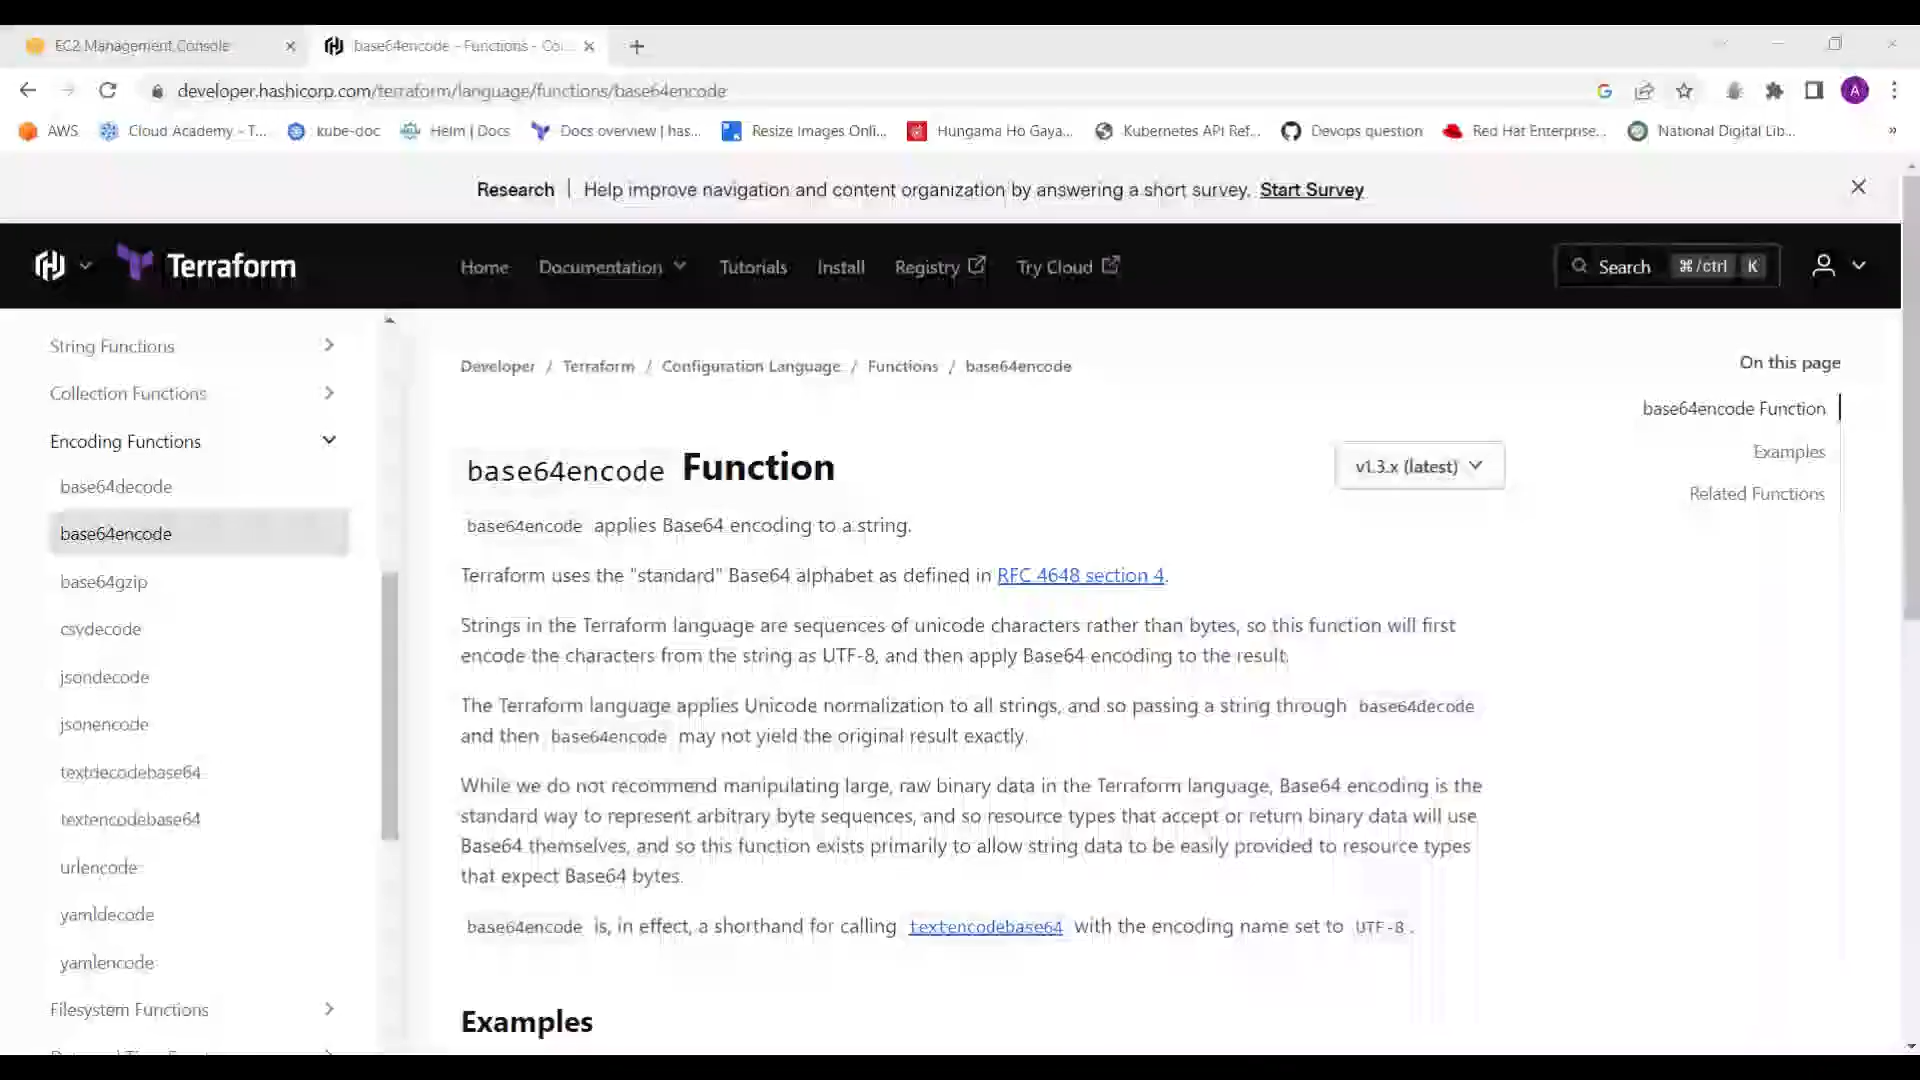 EC2 Management Console
base64encode - Functions - Co...
developer.hashicorp.com/terraform/language/functions/base64encode
A
AWS
Cloud Academy - T...
kube-doc
Helm | Docs
Docs overview | has...
Resize Images Onli...
Hungama Ho Gaya...
Kubernetes API Ref...
Devops question
Red Hat Enterprise...
National Digital Lib...
»
Research | Help improve navigation and content organization by answering a short survey. Start Survey
Terraform
Home
Documentation
Tutorials
Install
Registry
Try Cloud
Search
⌘/ctrl
K
String Functions
Collection Functions
Encoding Functions
base64decode
base64encode
base64gzip
csvdecode
jsondecode
jsonencode
textdecodebase64
textencodebase64
urlencode
yamldecode
yamlencode
Filesystem Functions
Developer / Terraform / Configuration Language / Functions / base64encode
base64encode Function
v1.3.x (latest)
base64encode applies Base64 encoding to a string.
Terraform uses the "standard" Base64 alphabet as defined in RFC 4648 section 4.
Strings in the Terraform language are sequences of unicode characters rather than bytes, so this function will first
encode the characters from the string as UTF-8, and then apply Base64 encoding to the result.
The Terraform language applies Unicode normalization to all strings, and so passing a string through base64decode
and then base64encode may not yield the original result exactly.
While we do not recommend manipulating large, raw binary data in the Terraform language, Base64 encoding is the
standard way to represent arbitrary byte sequences, and so resource types that accept or return binary data will use
Base64 themselves, and so this function exists primarily to allow string data to be easily provided to resource types
that expect Base64 bytes.
base64encode is, in effect, a shorthand for calling textencodebase64 with the encoding name set to UTF-8.
Examples
On this page
base64encode Function
Examples
Related Functions